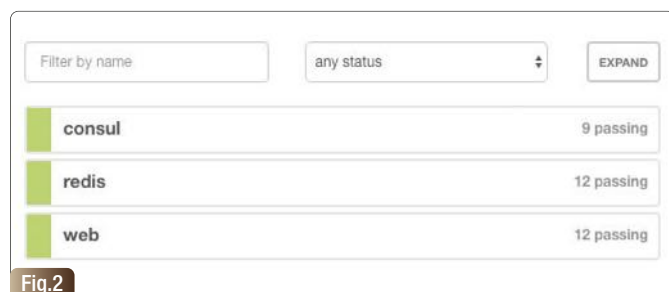 Filter by name any status EXPAND
consul 9 passing
redis 12 passing
web 12 passing
Fig.2